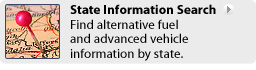 State Information Search
Find alternative fuel
and advanced vehicle
information by state.